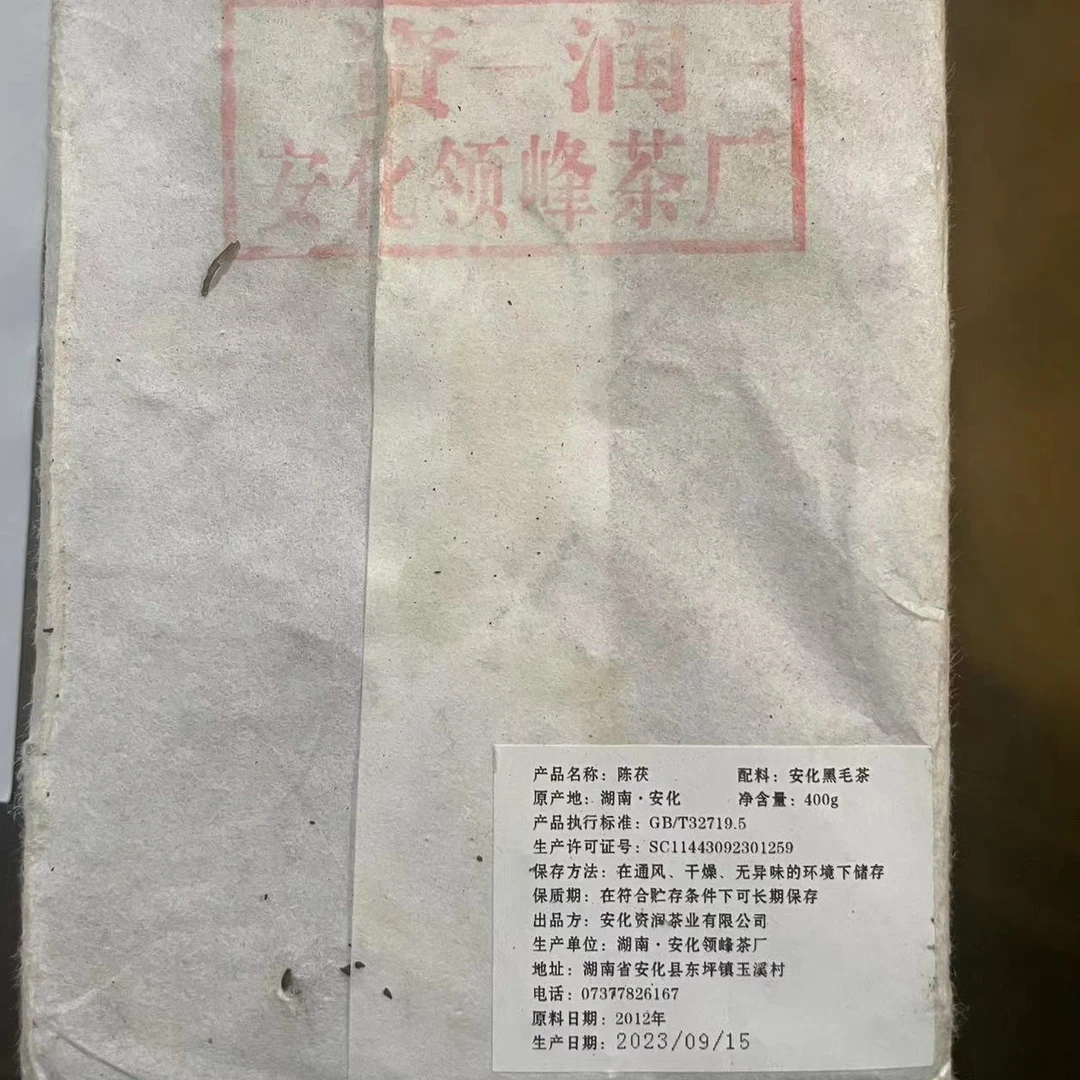 资润
安化领峰茶厂
产品名称：陈茯 配料：安化黑毛茶
原产地：湖南·安化 净含量：400g
产品执行标准：GB/T32719.5
生产许可证号：SC11443092301259
保存方法：在通风、干燥、无异味的环境下储存
保质期：在符合贮存条件下可长期保存
出品方：安化资润茶业有限公司
生产单位：湖南·安化领峰茶厂
地址：湖南省安化县东坪镇玉溪村
电话：07377826167
原料日期：2012年
生产日期：2023/09/15